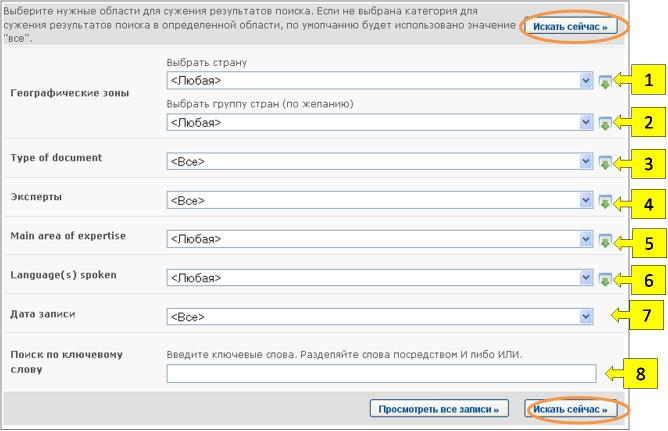 Выберите нужные области для сужения результатов поиска. Если не выбрана категория для
сужения результатов поиска в определенной области, по умолчанию будет использовано значение
"все".
Искать сейчас »
Географические зоны
Выбрать страну
<Любая>
1
Выбрать группу стран (по желанию)
<Любая>
2
Type of document
<Все>
3
Эксперты
<Все>
4
Main area of expertise
<Любая>
5
Language(s) spoken
<Любая>
6
Дата записи
<Все>
7
Поиск по ключевому
слову
Введите ключевые слова. Разделяйте слова посредством И либо ИЛИ.
8
Просмотреть все записи »
Искать сейчас »